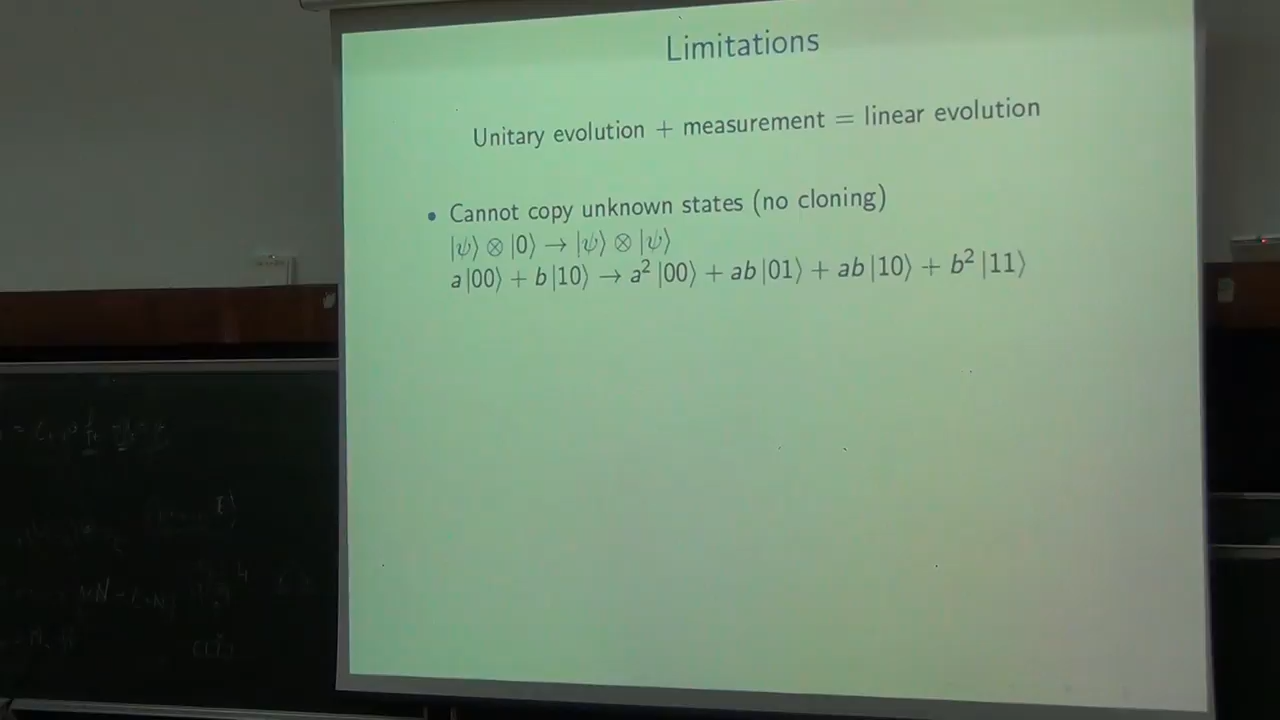 Limitations
Unitary evolution + measurement = linear evolution
• Cannot copy unknown states (no cloning)
|ψ⟩ ⊗ |0⟩ → |ψ⟩ ⊗ |ψ⟩
a|00⟩ + b|10⟩ → a² |00⟩ + ab|01⟩ + ab|10⟩ + b² |11⟩